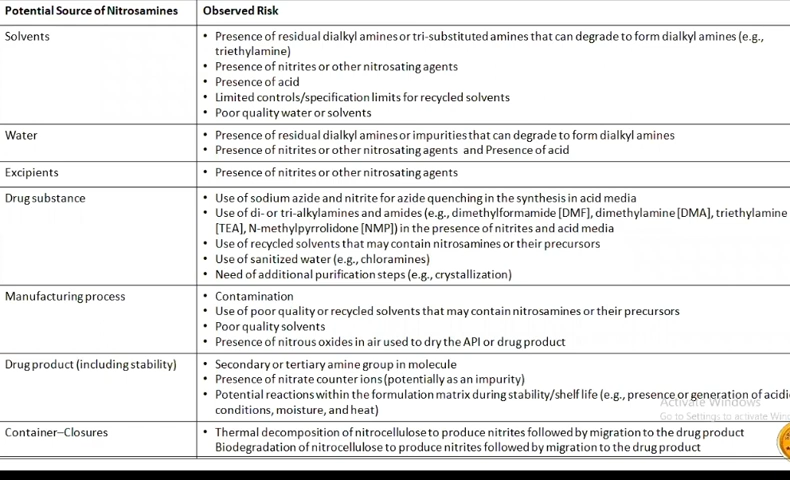 Potential Source of Nitrosamines Observed Risk
Solvents
• Presence of residual dialkyl amines or tri-substituted amines that can degrade to form dialkyl amines (e.g.,
triethylamine)
• Presence of nitrites or other nitrosating agents
• Presence of acid
• Limited controls/specification limits for recycled solvents
• Poor quality water or solvents
Water
• Presence of residual dialkyl amines or impurities that can degrade to form dialkyl amines
• Presence of nitrites or other nitrosating agents and Presence of acid
Excipients
• Presence of nitrites or other nitrosating agents
Drug substance
• Use of sodium azide and nitrite for azide quenching in the synthesis in acid media
• Use of di- or tri-alkylamines and amides (e.g., dimethylformamide [DMF], dimethylamine [DMA], triethylamine
[TEA], N-methylpyrrolidone [NMP]) in the presence of nitrites and acid media
• Use of recycled solvents that may contain nitrosamines or their precursors
• Use of sanitized water (e.g., chloramines)
• Need of additional purification steps (e.g., crystallization)
Manufacturing process
• Contamination
• Use of poor quality or recycled solvents that may contain nitrosamines or their precursors
• Poor quality solvents
• Presence of nitrous oxides in air used to dry the API or drug product
Drug product (including stability)
• Secondary or tertiary amine group in molecule
• Presence of nitrate counter ions (potentially as an impurity)
• Potential reactions within the formulation matrix during stability/shelf life (e.g., presence or generation of acidi
conditions, moisture, and heat)
Activate Windows
Go to Settings to activate Win
Container–Closures
• Thermal decomposition of nitrocellulose to produce nitrites followed by migration to the drug product
Biodegradation of nitrocellulose to produce nitrites followed by migration to the drug product